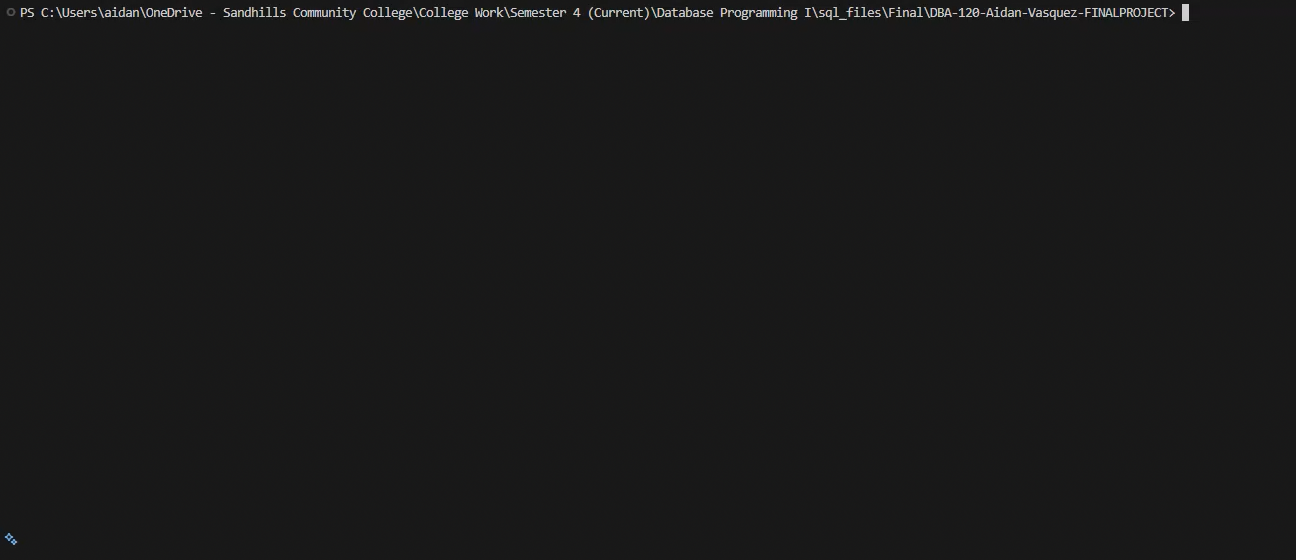 PS C:\Users\aidan\OneDrive - Sandhills Community College\College Work\Semester 4 (Current)\Database Programming I\sql_files\Final\DBA-120-Aidan-Vasquez-FINALPROJECT>